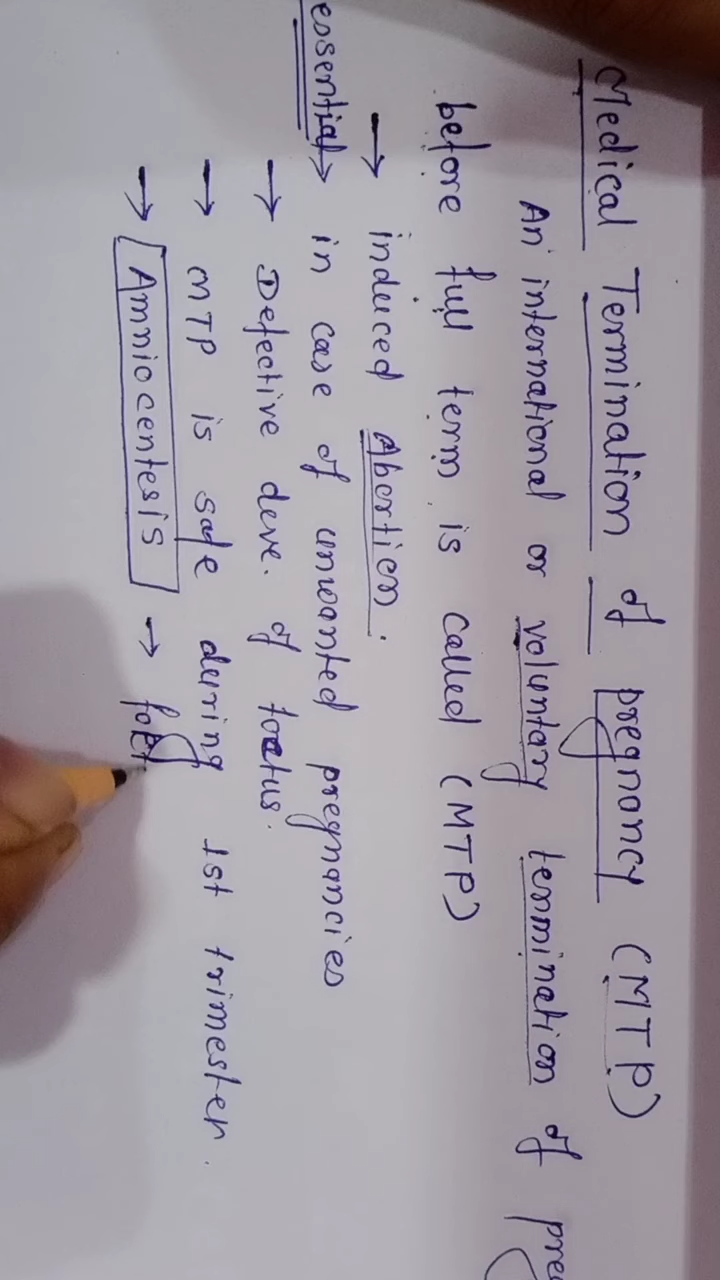 Medical Termination of pregnancy (MTP)
An international or voluntary termination of pre
before full term is called (MTP)
→ induced Abortion.
essential → in case of unwanted pregnancies
→ Defective deve. of foetus.
→ MTP is safe during 1st trimester.
→ Amniocentesis → foet